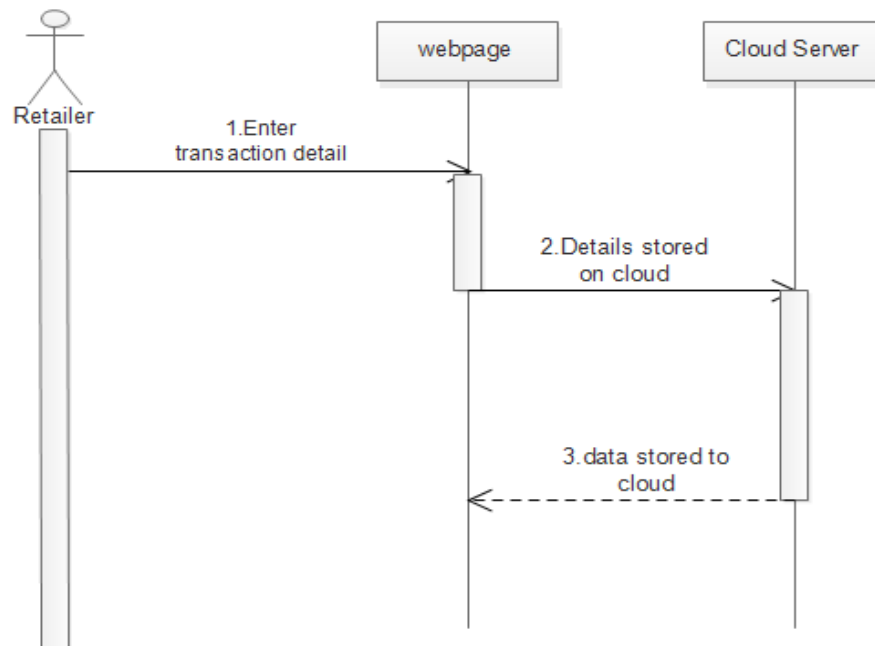 webpage
Cloud Server
Retailer
1.Enter
transaction detail
2.Details stored
on cloud
3.data stored to
cloud